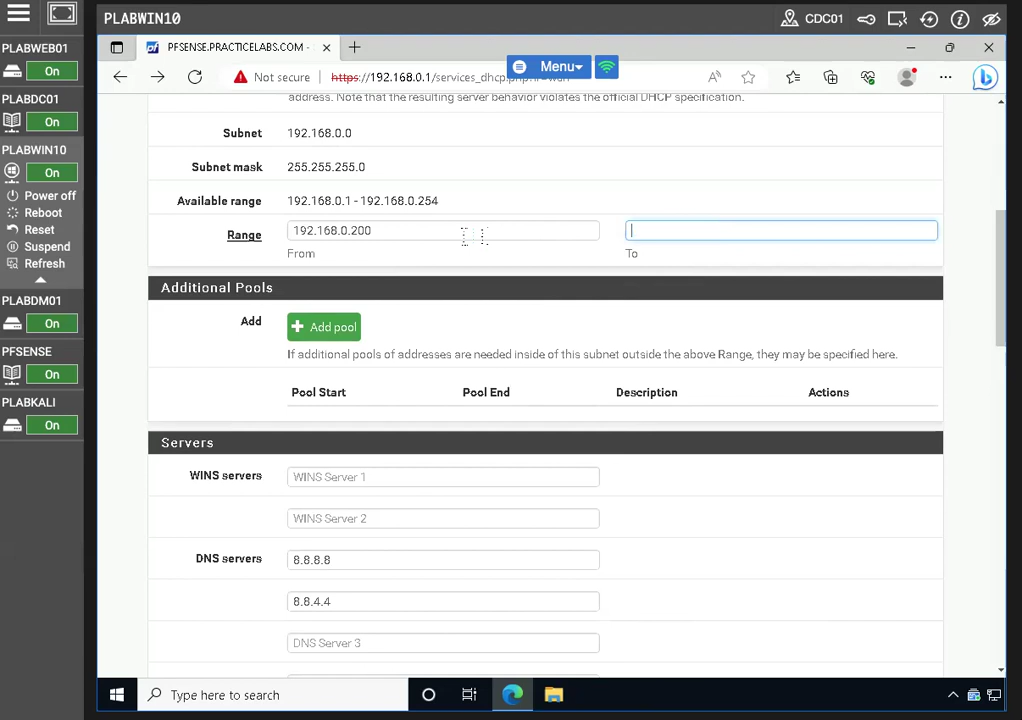 PLABWIN10
CDC01
PLABWEB01
On
PLABDC01
On
PLABWIN10
On
Power off
Reboot
Reset
Suspend
Refresh
PLABDM01
On
PFSENSE
On
PLABKALI
On
PFSENSE.PRACTICELABS.COM -
Menu
Not secure
https://192.168.0.1/services_dhcp.php?if=wan
address. Note that the resulting server behavior violates the official DHCP specification.
Subnet 192.168.0.0
Subnet mask 255.255.255.0
Available range 192.168.0.1 - 192.168.0.254
Range 192.168.0.200
From To
Additional Pools
Add Add pool
If additional pools of addresses are needed inside of this subnet outside the above Range, they may be specified here.
Pool Start Pool End Description Actions
Servers
WINS servers WINS Server 1
WINS Server 2
DNS servers 8.8.8.8
8.8.4.4
DNS Server 3
Type here to search